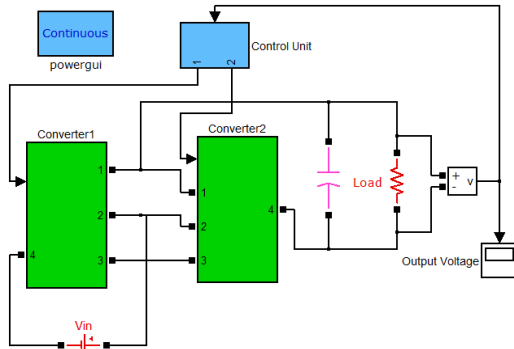 Continuous
powergui
Control Unit
1
2
Converter1
1
2
3
4
Converter2
1
2
3
4
Load
+
-
v
Output Voltage
Vin